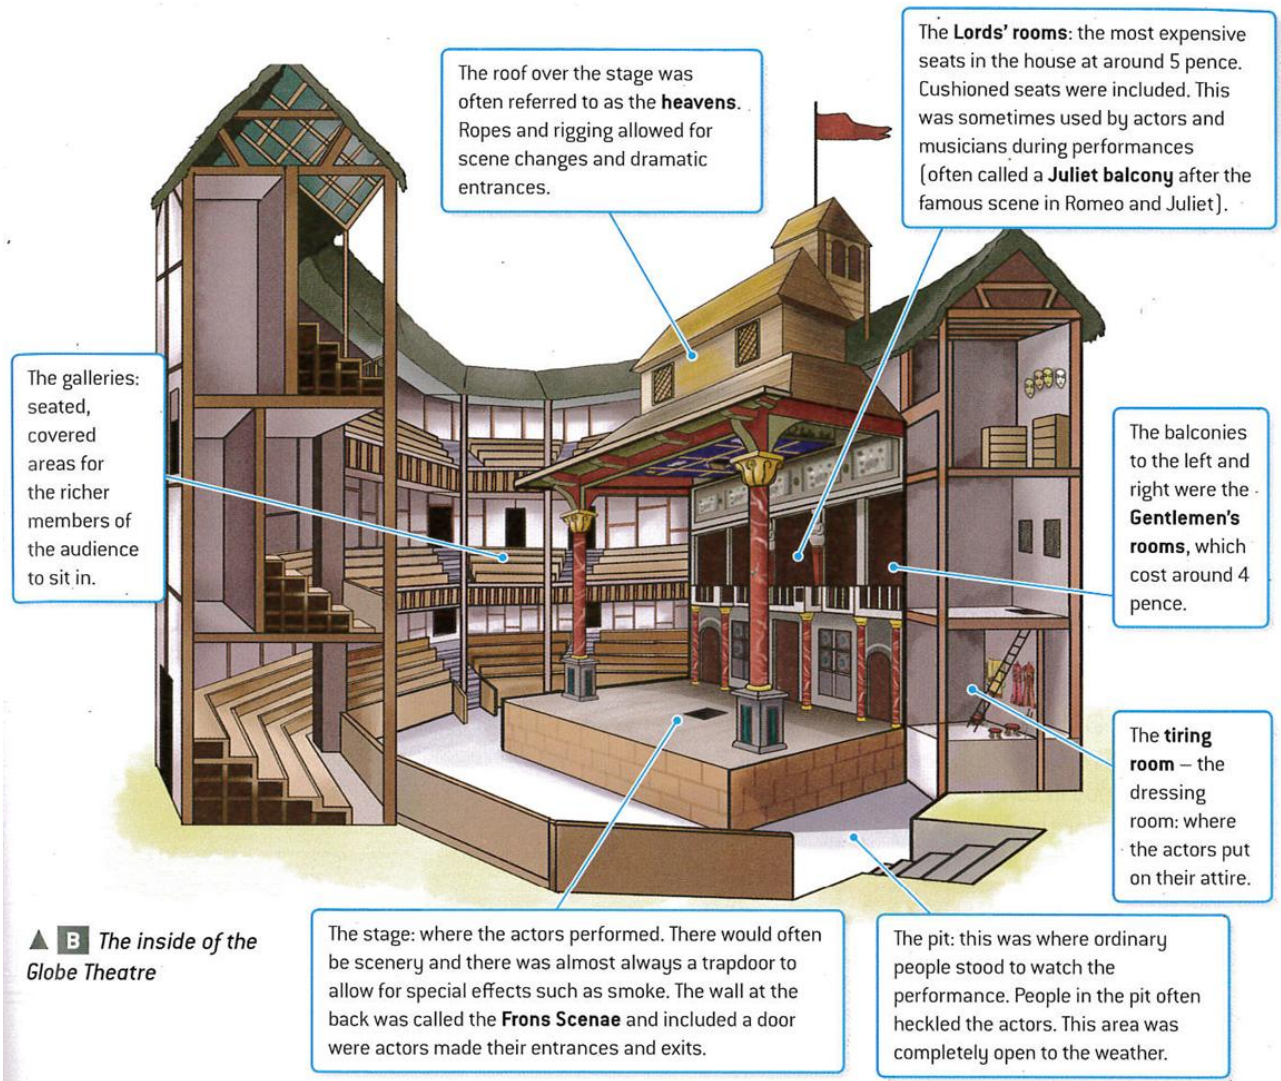 The roof over the stage was
often referred to as the heavens.
Ropes and rigging allowed for
scene changes and dramatic
entrances.
The Lords' rooms: the most expensive
seats in the house at around 5 pence.
Cushioned seats were included. This
was sometimes used by actors and
musicians during performances
(often called a Juliet balcony after the
famous scene in Romeo and Juliet).
The galleries:
seated,
covered
areas for
the richer
members of
the audience
to sit in.
The balconies
to the left and
right were the
Gentlemen's
rooms, which
cost around 4
pence.
The tiring
room – the
dressing
room: where
the actors put
on their attire.
▲ B The inside of the
Globe Theatre
The stage: where the actors performed. There would often
be scenery and there was almost always a trapdoor to
allow for special effects such as smoke. The wall at the
back was called the Frons Scenae and included a door
were actors made their entrances and exits.
The pit: this was where ordinary
people stood to watch the
performance. People in the pit often
heckled the actors. This area was
completely open to the weather.